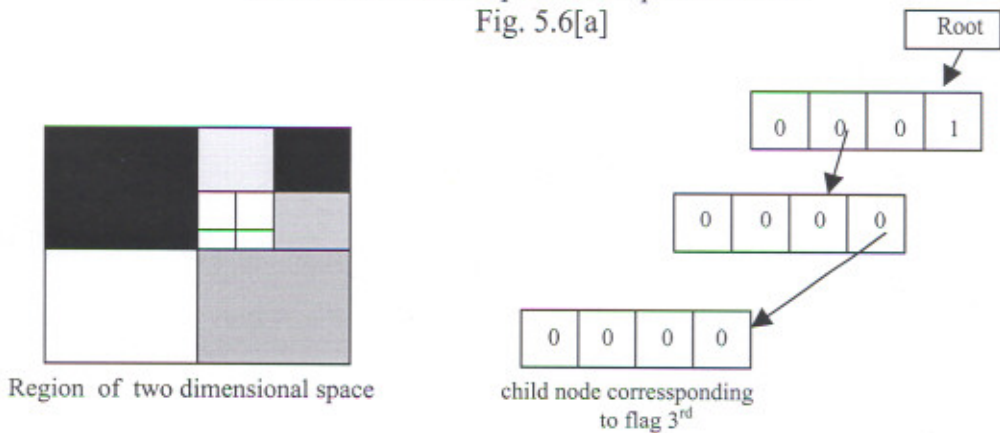 Fig. 5.6[a]
Root
0 0 0 1
0 0 0 0
0 0 0 0
Region of two dimensional space
child node corressponding
to flag 3rd